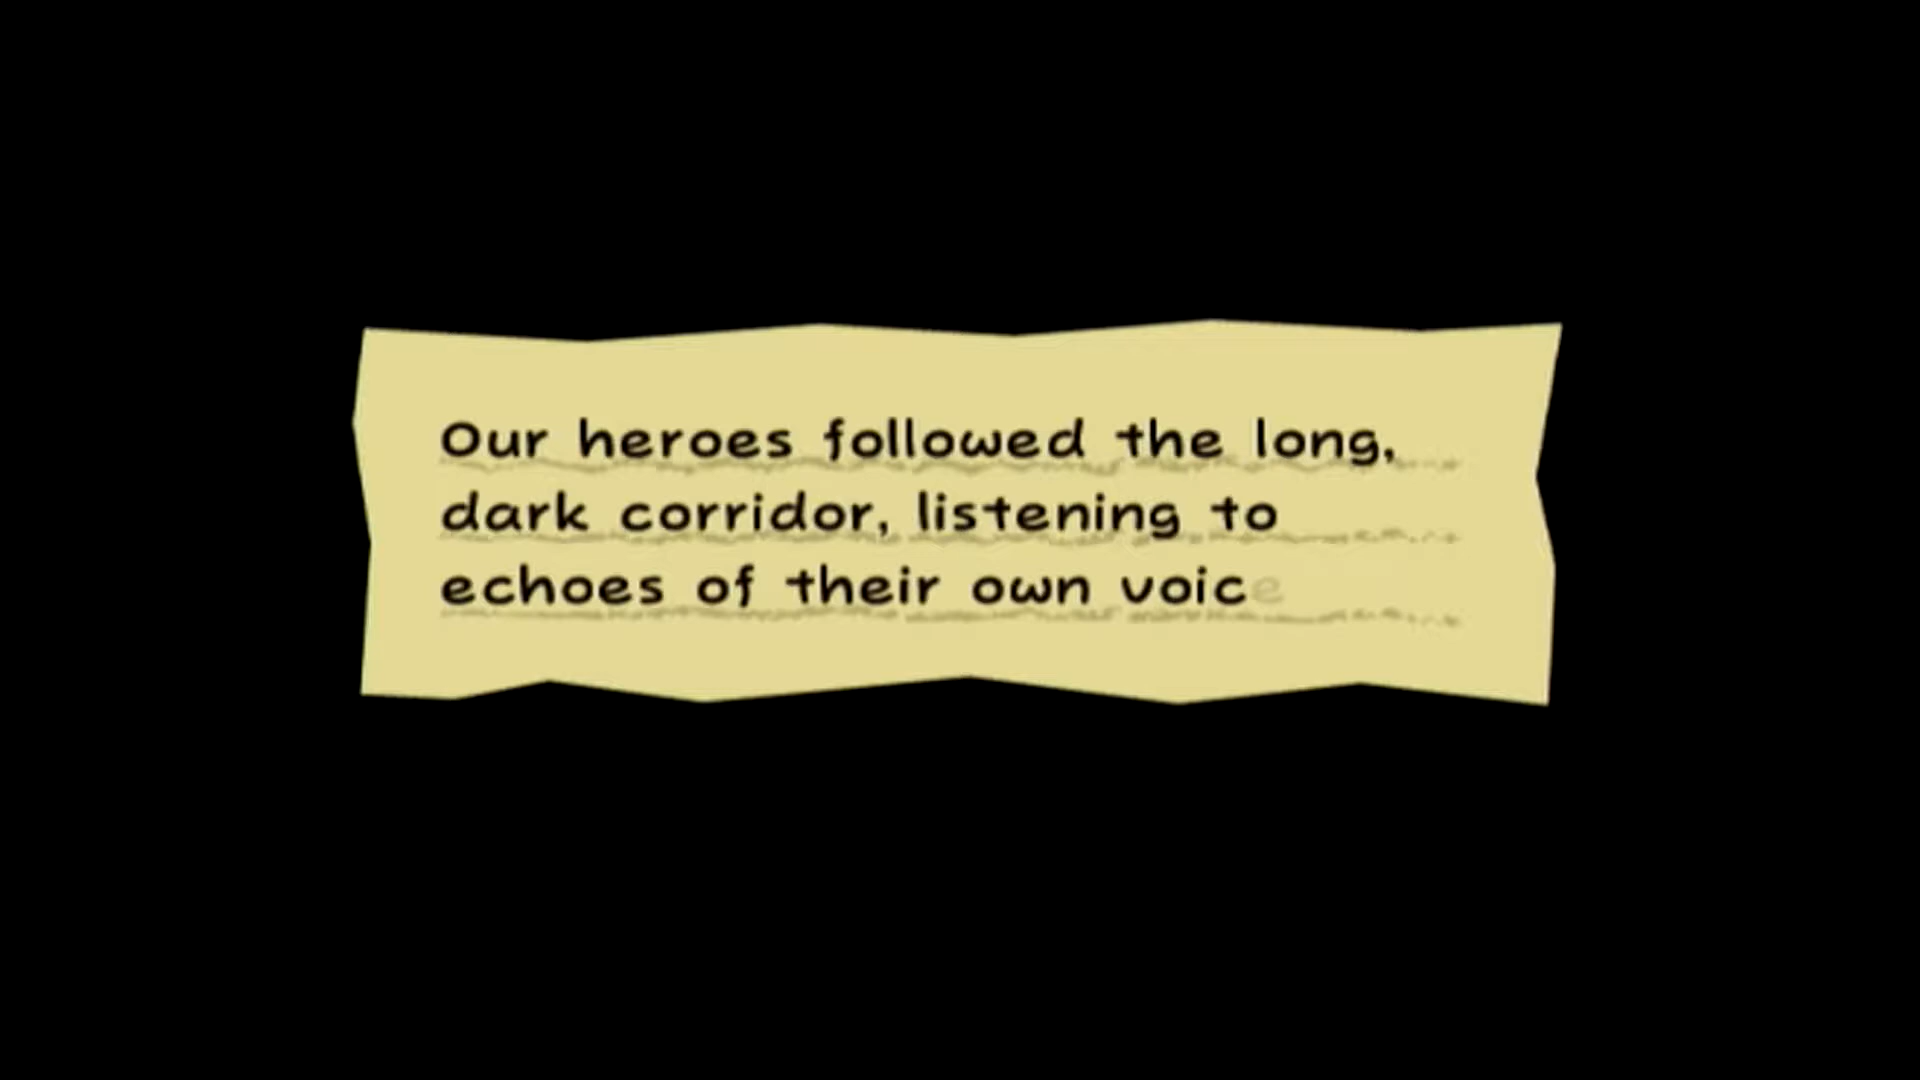 Our heroes followed the long,
dark corridor, listening to
echoes of their own voice